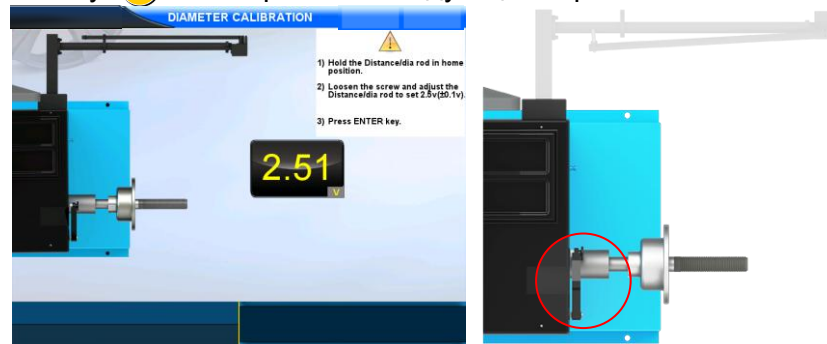 DIAMETER CALIBRATION
1) Hold the Distance/dia rod in home
position.
2) Loosen the screw and adjust the
Distance/dia rod to set 2.5v(±0.1v).
3) Press ENTER key.
2.51
V